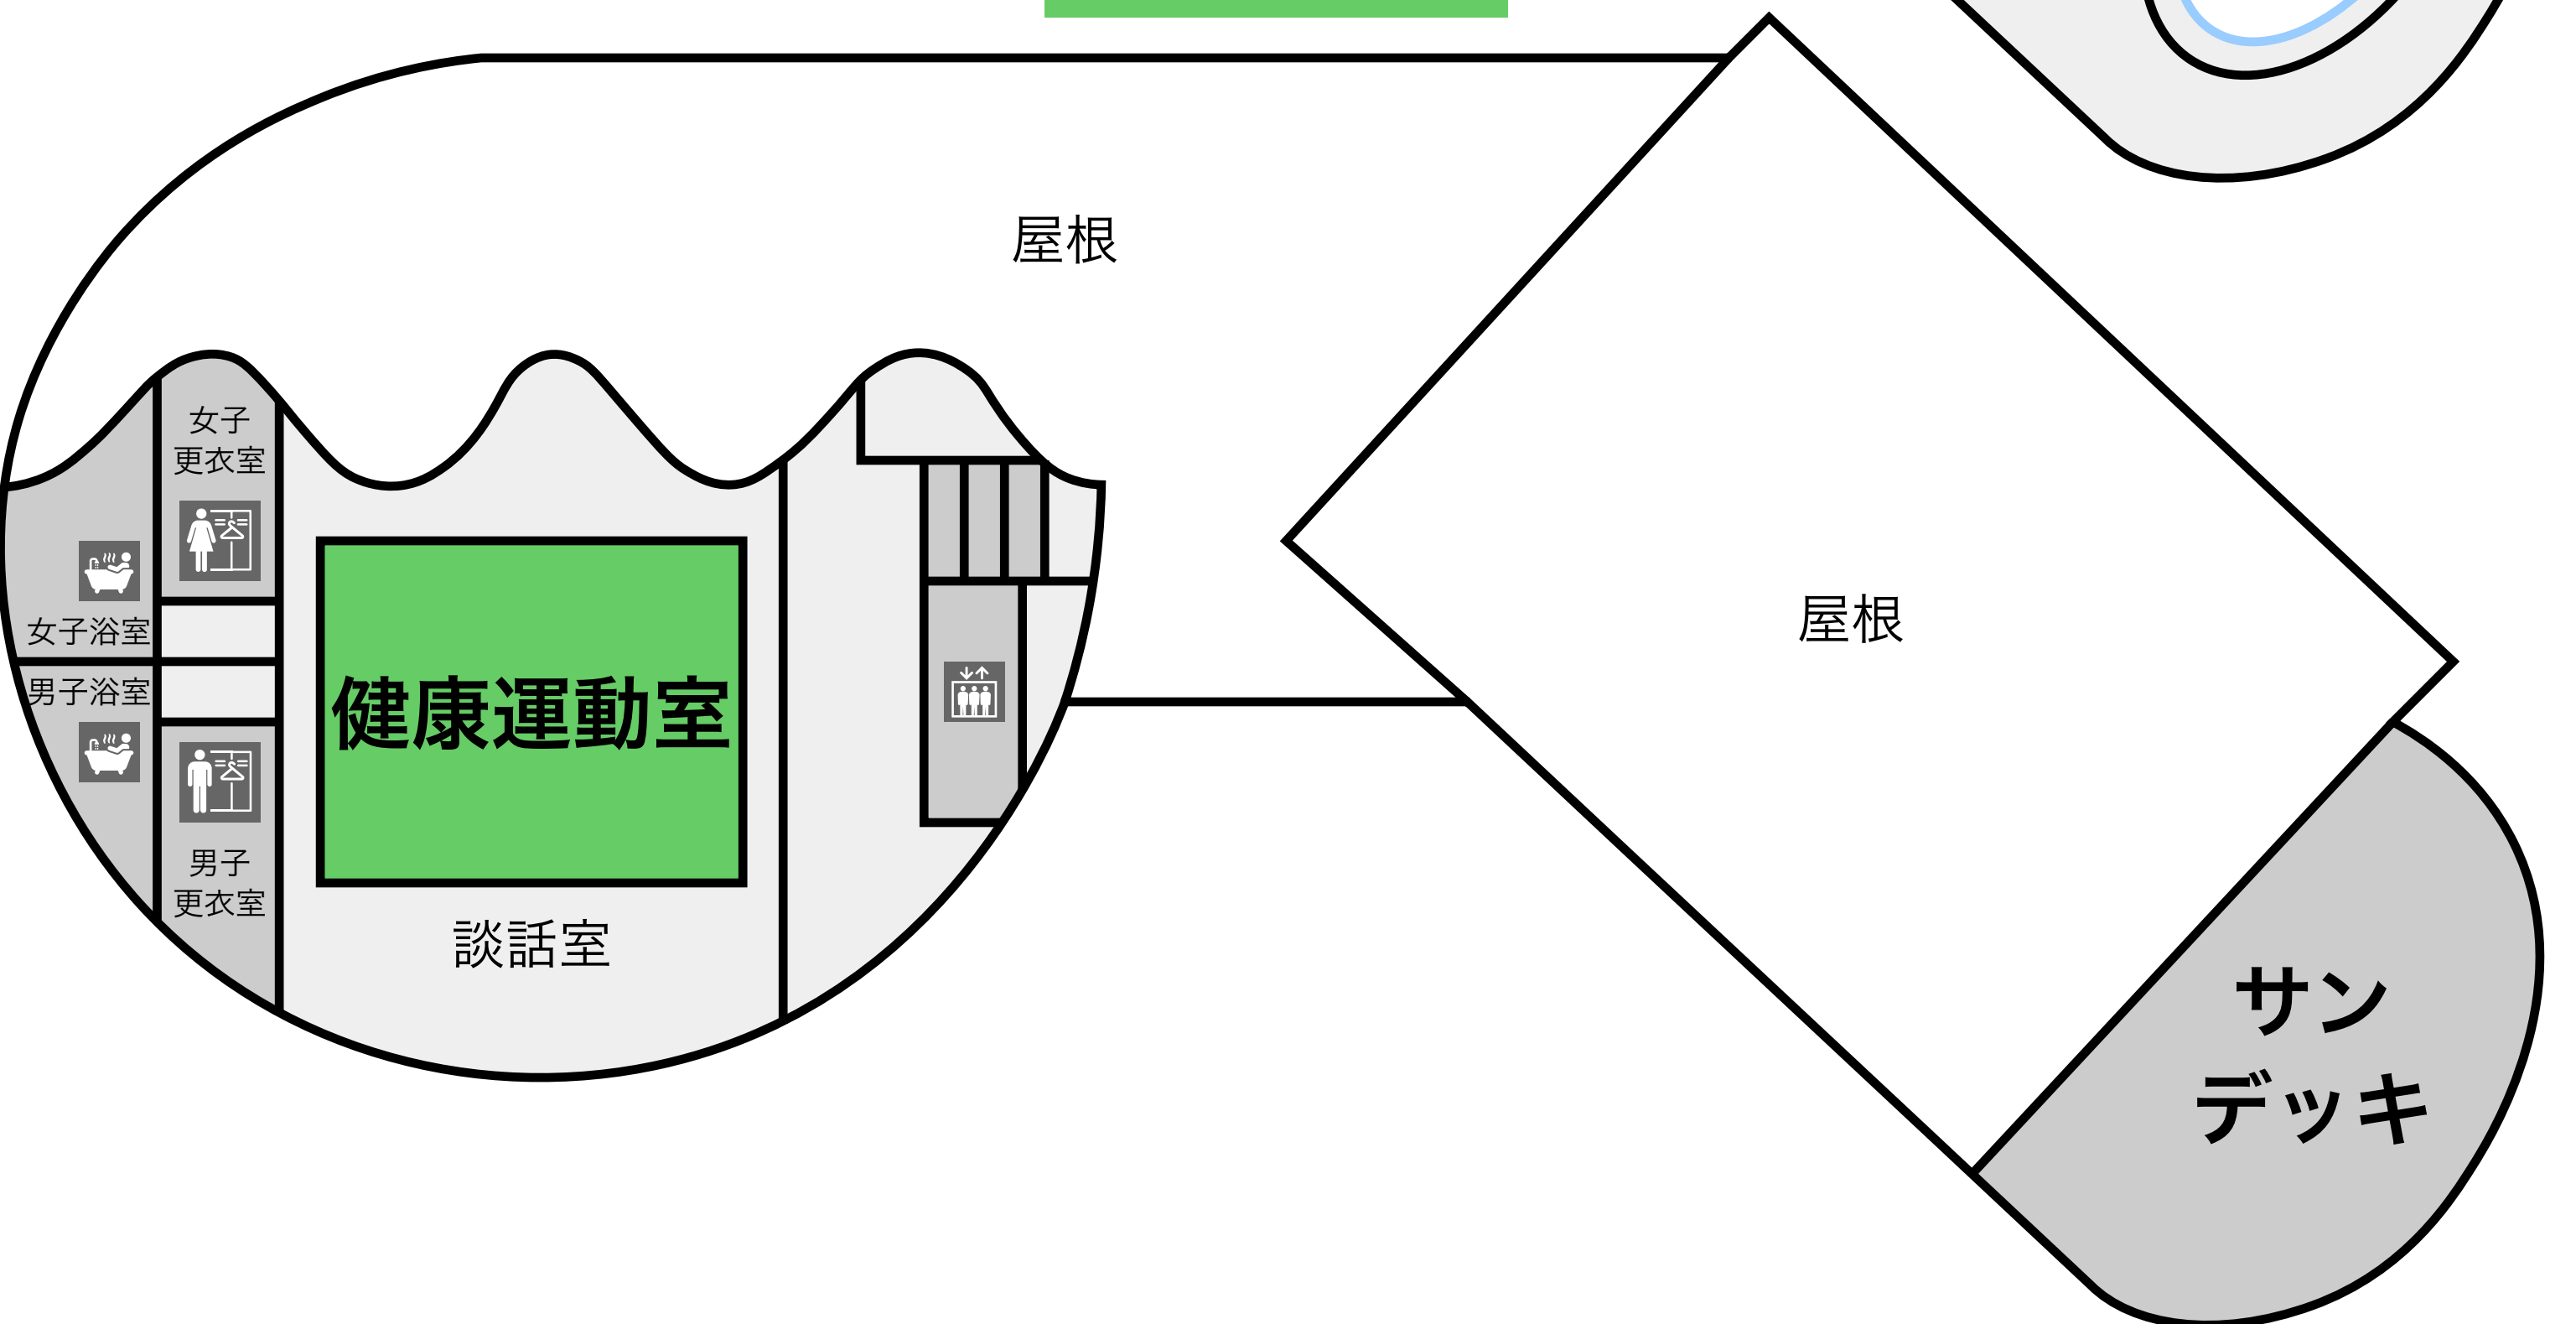 屋根
女子
更衣室
女子浴室
男子浴室
男子
更衣室
健康運動室
談話室
屋根
サン
デッキ